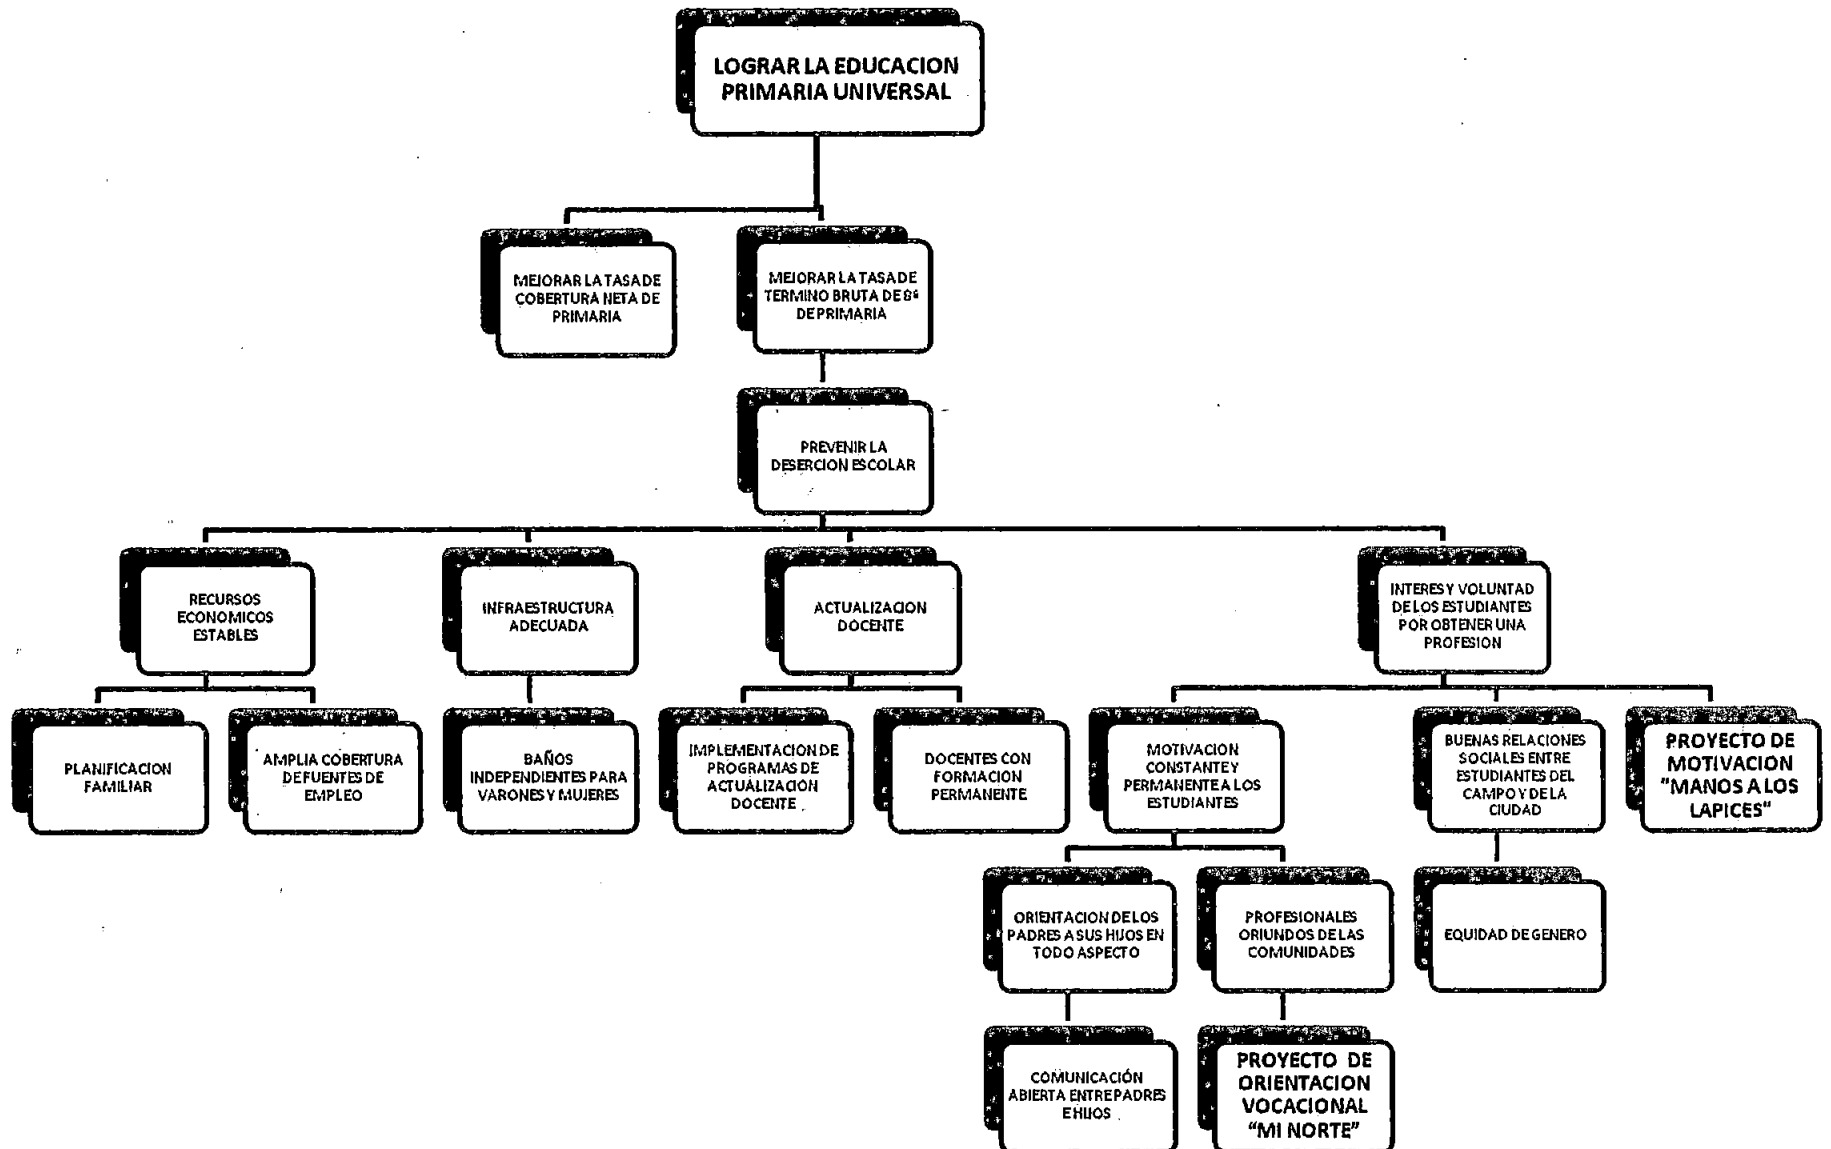 LOGRAR LA EDUCACION
PRIMARIA UNIVERSAL
MEJORAR LA TASA DE
COBERTURA NETA DE
PRIMARIA
MEJORAR LA TASA DE
TERMINO BRUTA DE 8º
DE PRIMARIA
PREVENIR LA
DESERCION ESCOLAR
RECURSOS
ECONOMICOS
ESTABLES
INFRAESTRUCTURA
ADECUADA
ACTUALIZACION
DOCENTE
INTERES Y VOLUNTAD
DE LOS ESTUDIANTES
POR OBTENER UNA
PROFESION
PLANIFICACION
FAMILIAR
AMPLIA COBERTURA
DE FUENTES DE
EMPLEO
BAÑOS
INDEPENDIENTES PARA
VARONES Y MUJERES
IMPLEMENTACION DE
PROGRAMAS DE
ACTUALIZACION
DOCENTE
DOCENTES CON
FORMACION
PERMANENTE
MOTIVACION
CONSTANTE Y
PERMANENTE A LOS
ESTUDIANTES
BUENAS RELACIONES
SOCIALES ENTRE
ESTUDIANTES DEL
CAMPO Y DE LA
CIUDAD
PROYECTO DE
MOTIVACION
"MANOS A LOS
LAPICES"
ORIENTACION DE LOS
PADRES A SUS HIJOS EN
TODO ASPECTO
PROFESIONALES
ORIUNDOS DE LAS
COMUNIDADES
EQUIDAD DE GENERO
COMUNICACIÓN
ABIERTA ENTRE PADRES
E HIJOS
PROYECTO DE
ORIENTACION
VOCACIONAL
"MI NORTE"